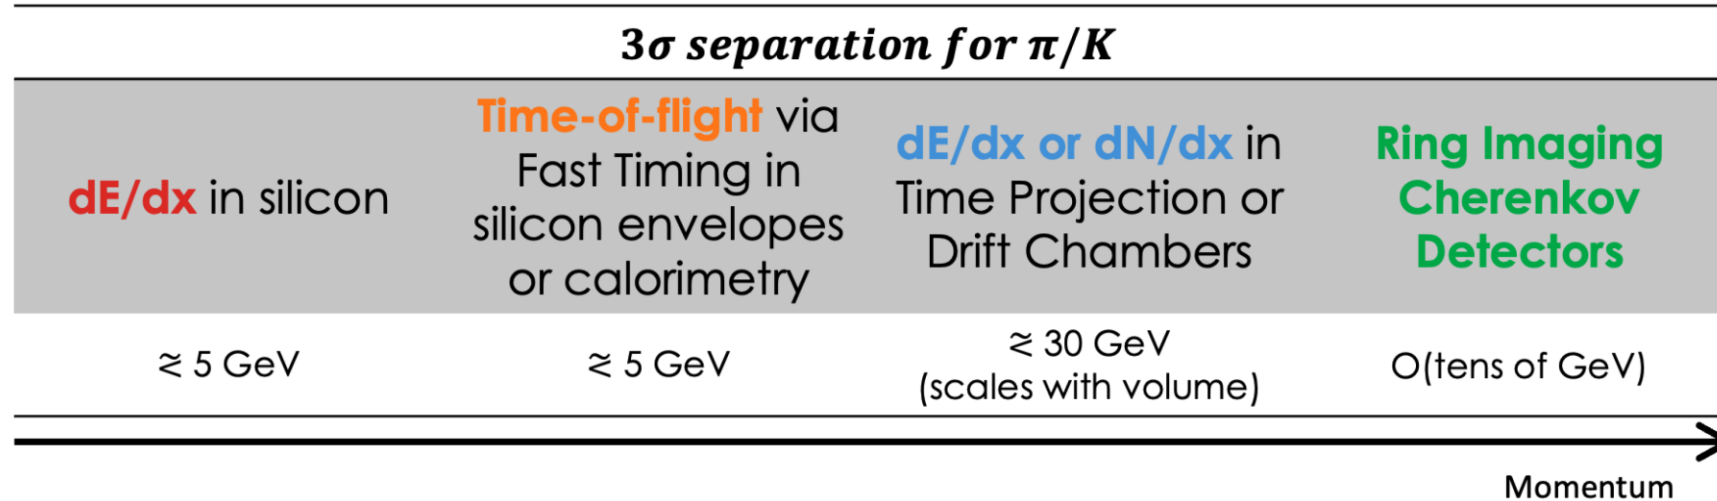 3σ separation for π/K
dE/dx in silicon
Time-of-flight via
Fast Timing in
silicon envelopes
or calorimetry
dE/dx or dN/dx in
Time Projection or
Drift Chambers
Ring Imaging
Cherenkov
Detectors
⪝ 5 GeV
⪝ 5 GeV
⪝ 30 GeV
(scales with volume)
O(tens of GeV)
Momentum